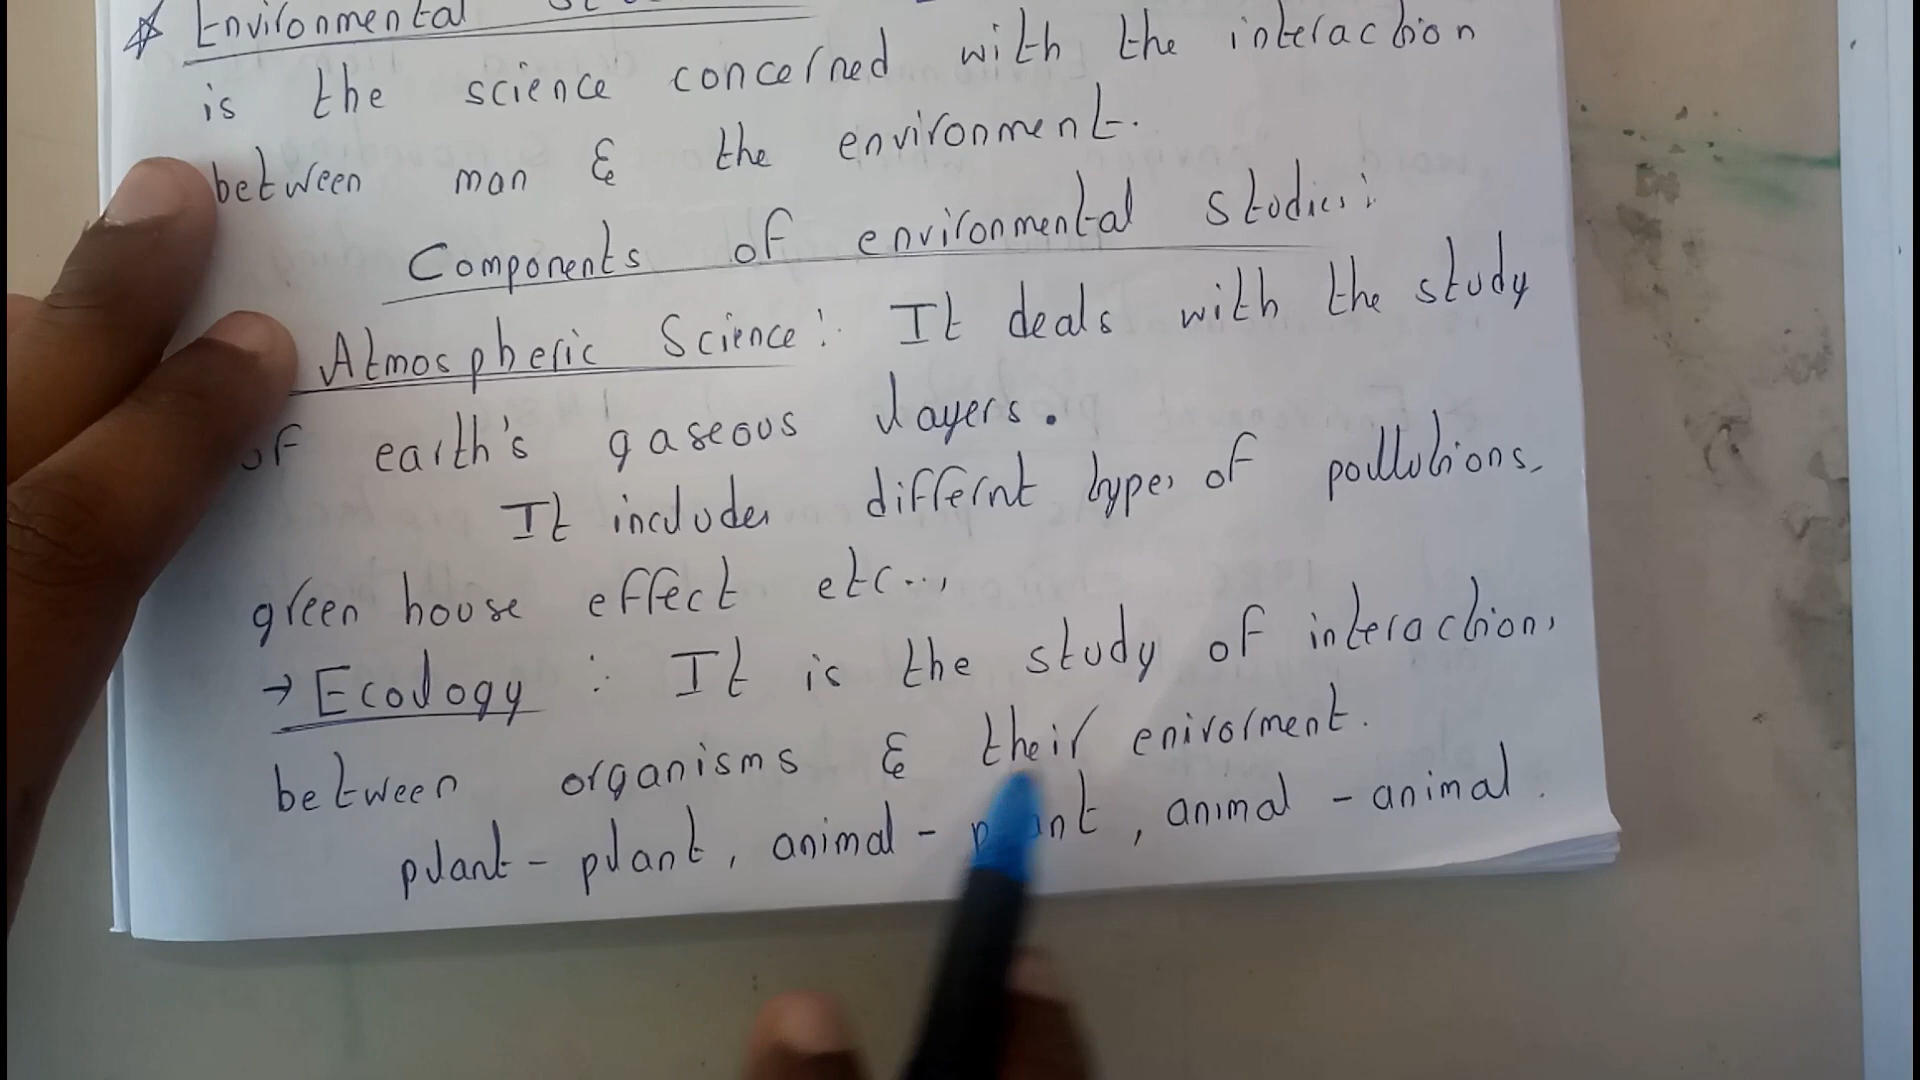 Environmental
is the science concerned with the interaction
between man & the environment.
Components of environmental studies:
Atmospheric Science: It deals with the study
of earth's gaseous layers.
It includes differnt types of pollutions,
green house effect etc...,
→ Ecology : It is the study of interactions
between organisms & their enivorment.
plant - plant, animal - plant, animal - animal.